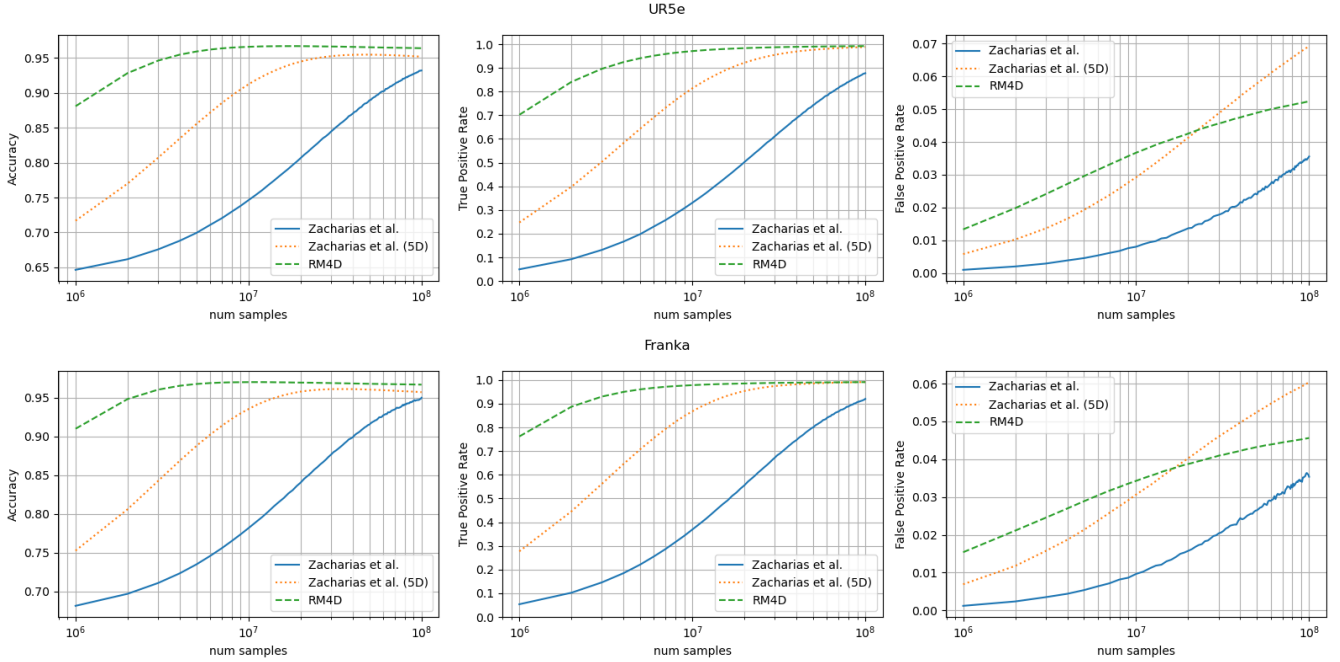 UR5e
0.95
0.90
0.85
0.80
0.75
0.70
0.65
Accuracy
Zacharias et al.
Zacharias et al. (5D)
RM4D
10⁶
10⁷
10⁸
num samples
1.0
0.9
0.8
0.7
0.6
0.5
0.4
0.3
0.2
0.1
0.0
True Positive Rate
Zacharias et al.
Zacharias et al. (5D)
RM4D
10⁶
10⁷
10⁸
num samples
0.07
0.06
0.05
0.04
0.03
0.02
0.01
0.00
False Positive Rate
Zacharias et al.
Zacharias et al. (5D)
RM4D
10⁶
10⁷
10⁸
num samples
Franka
0.95
0.90
0.85
0.80
0.75
0.70
Accuracy
Zacharias et al.
Zacharias et al. (5D)
RM4D
10⁶
10⁷
10⁸
num samples
1.0
0.9
0.8
0.7
0.6
0.5
0.4
0.3
0.2
0.1
0.0
True Positive Rate
Zacharias et al.
Zacharias et al. (5D)
RM4D
10⁶
10⁷
10⁸
num samples
0.06
0.05
0.04
0.03
0.02
0.01
0.00
False Positive Rate
Zacharias et al.
Zacharias et al. (5D)
RM4D
10⁶
10⁷
10⁸
num samples